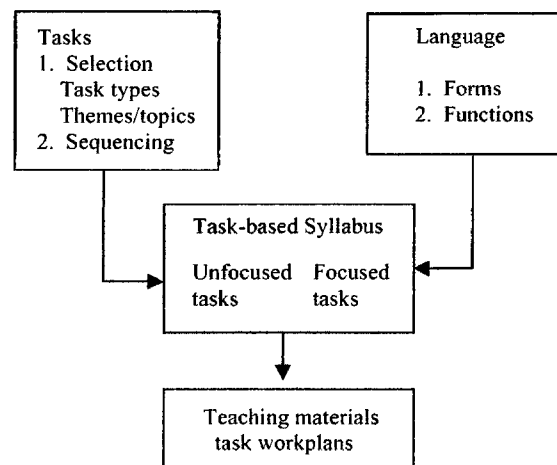 Tasks
1. Selection
Task types
Themes/topics
2. Sequencing
Language
1. Forms
2. Functions
Task-based Syllabus
Unfocused Focused
tasks tasks
Teaching materials
task workplans